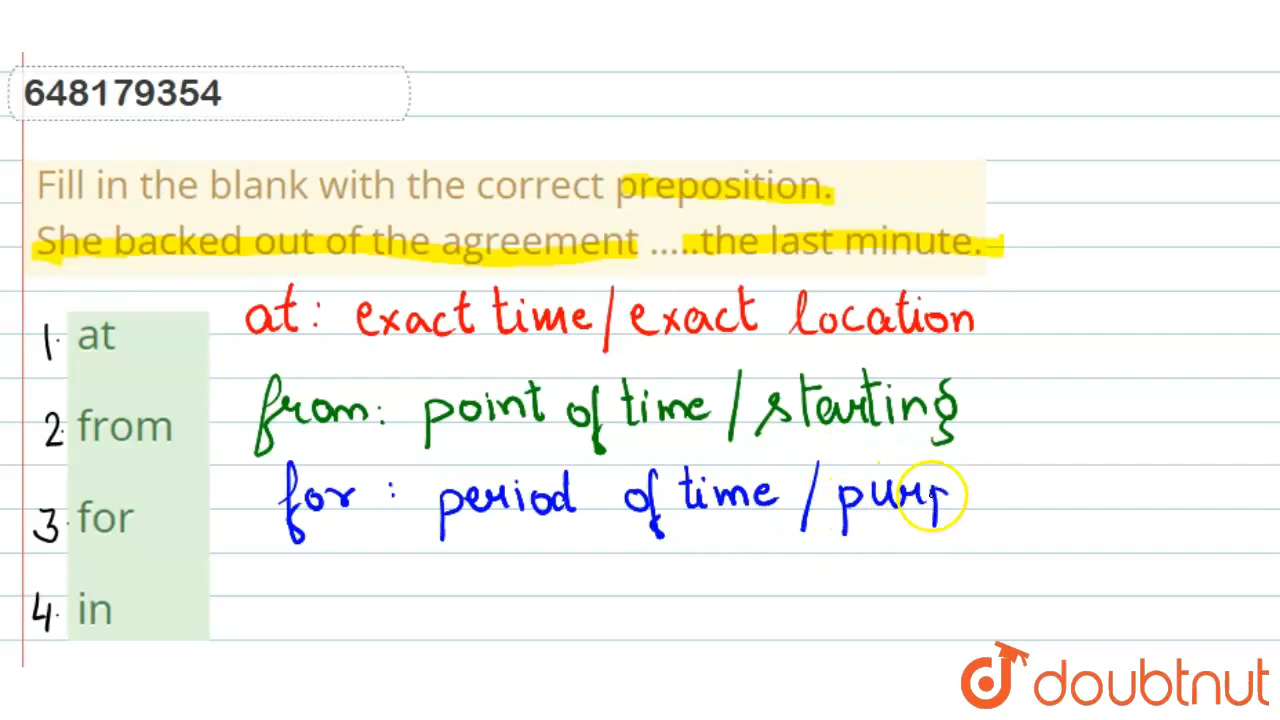 648179354
Fill in the blank with the correct preposition.
She backed out of the agreement .....the last minute.
1. at
at: exact time/exact location
2. from
from: point of time/starting
3. for
for: period of time/purp
4. in
doubtnut